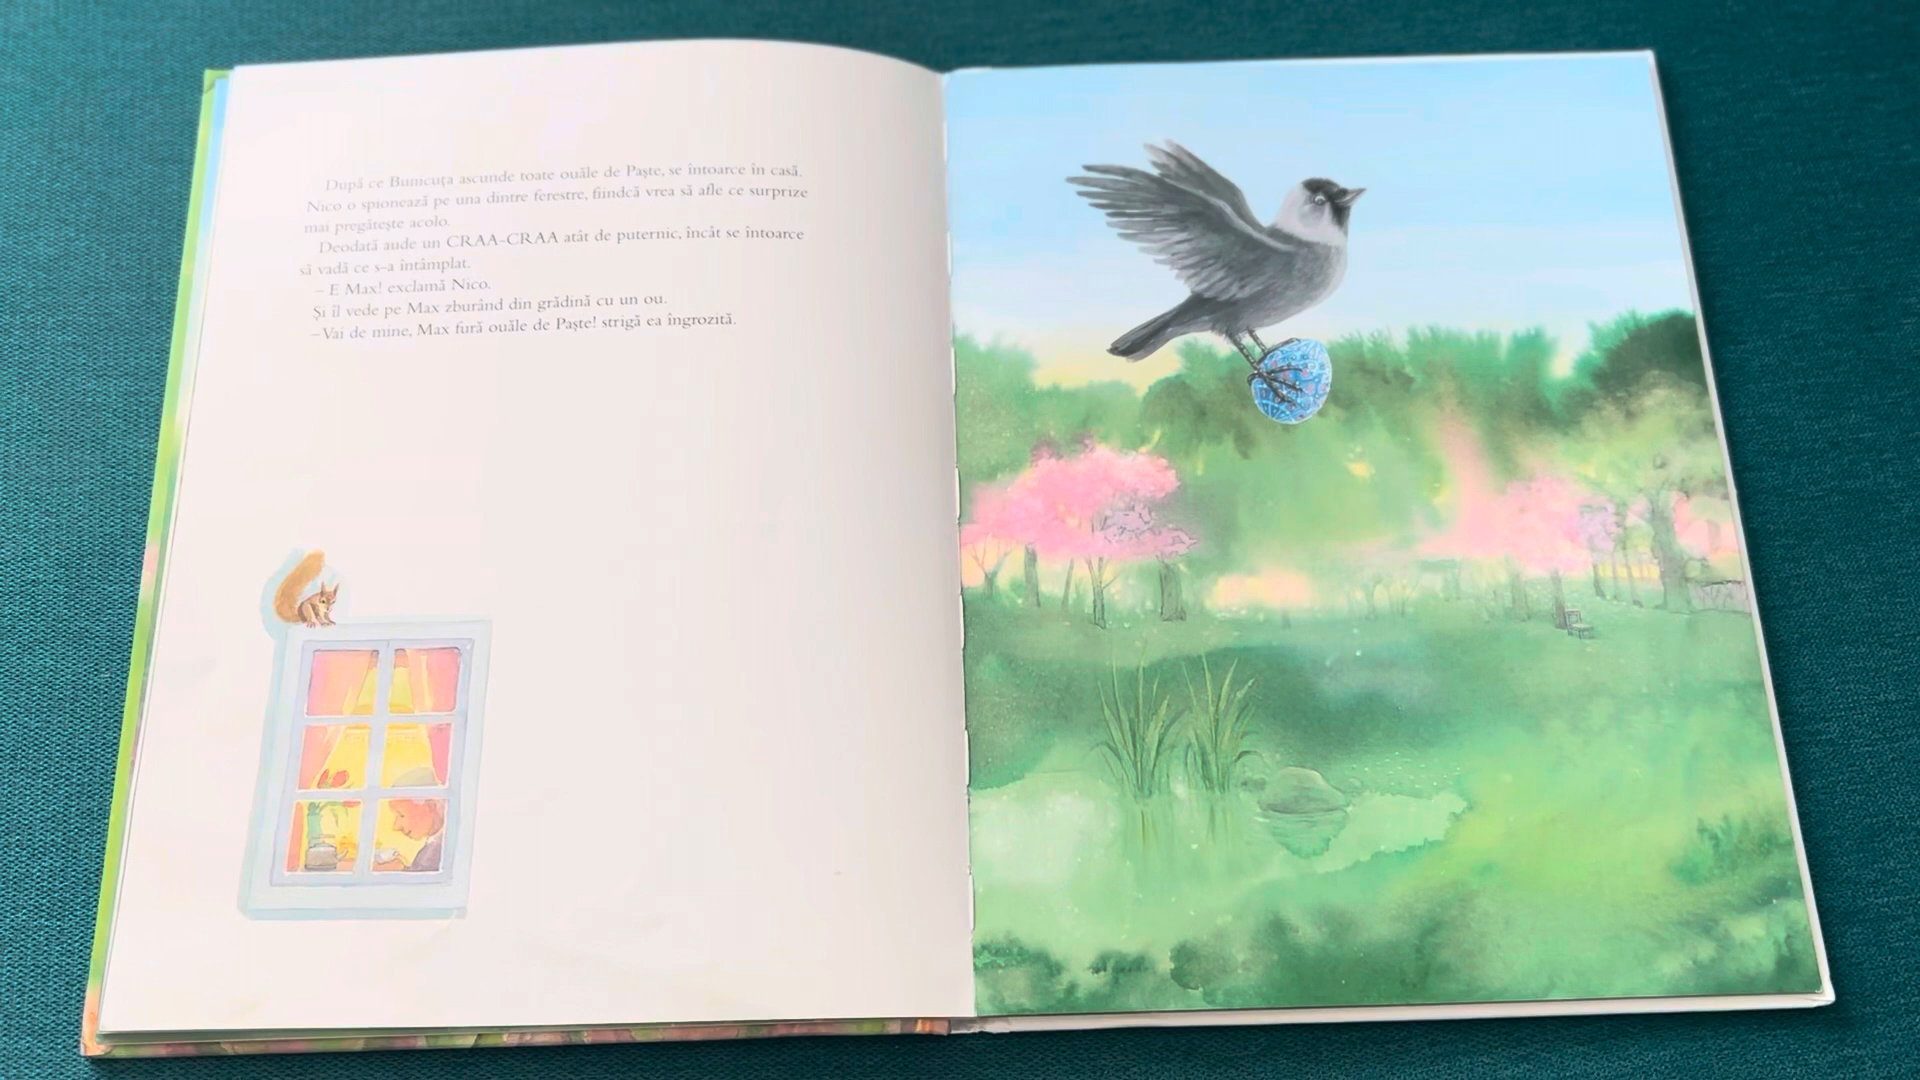 După ce Bumcuța ascunde toate ouăle de Paște, se întoarce în casă.
Nico o spionează pe una dintre ferestre, fiindcă vrea să afle ce surprize
mai pregătește acolo.
Deodată aude un CRAA-CRAA atât de puternic, încât se întoarce
să vadă ce s-a întâmplat.
– E Max! exclamă Nico.
Și îl vede pe Max zburând din grădină cu un ou.
– Vai de mine, Max fură ouăle de Paște! strigă ea îngrozită.